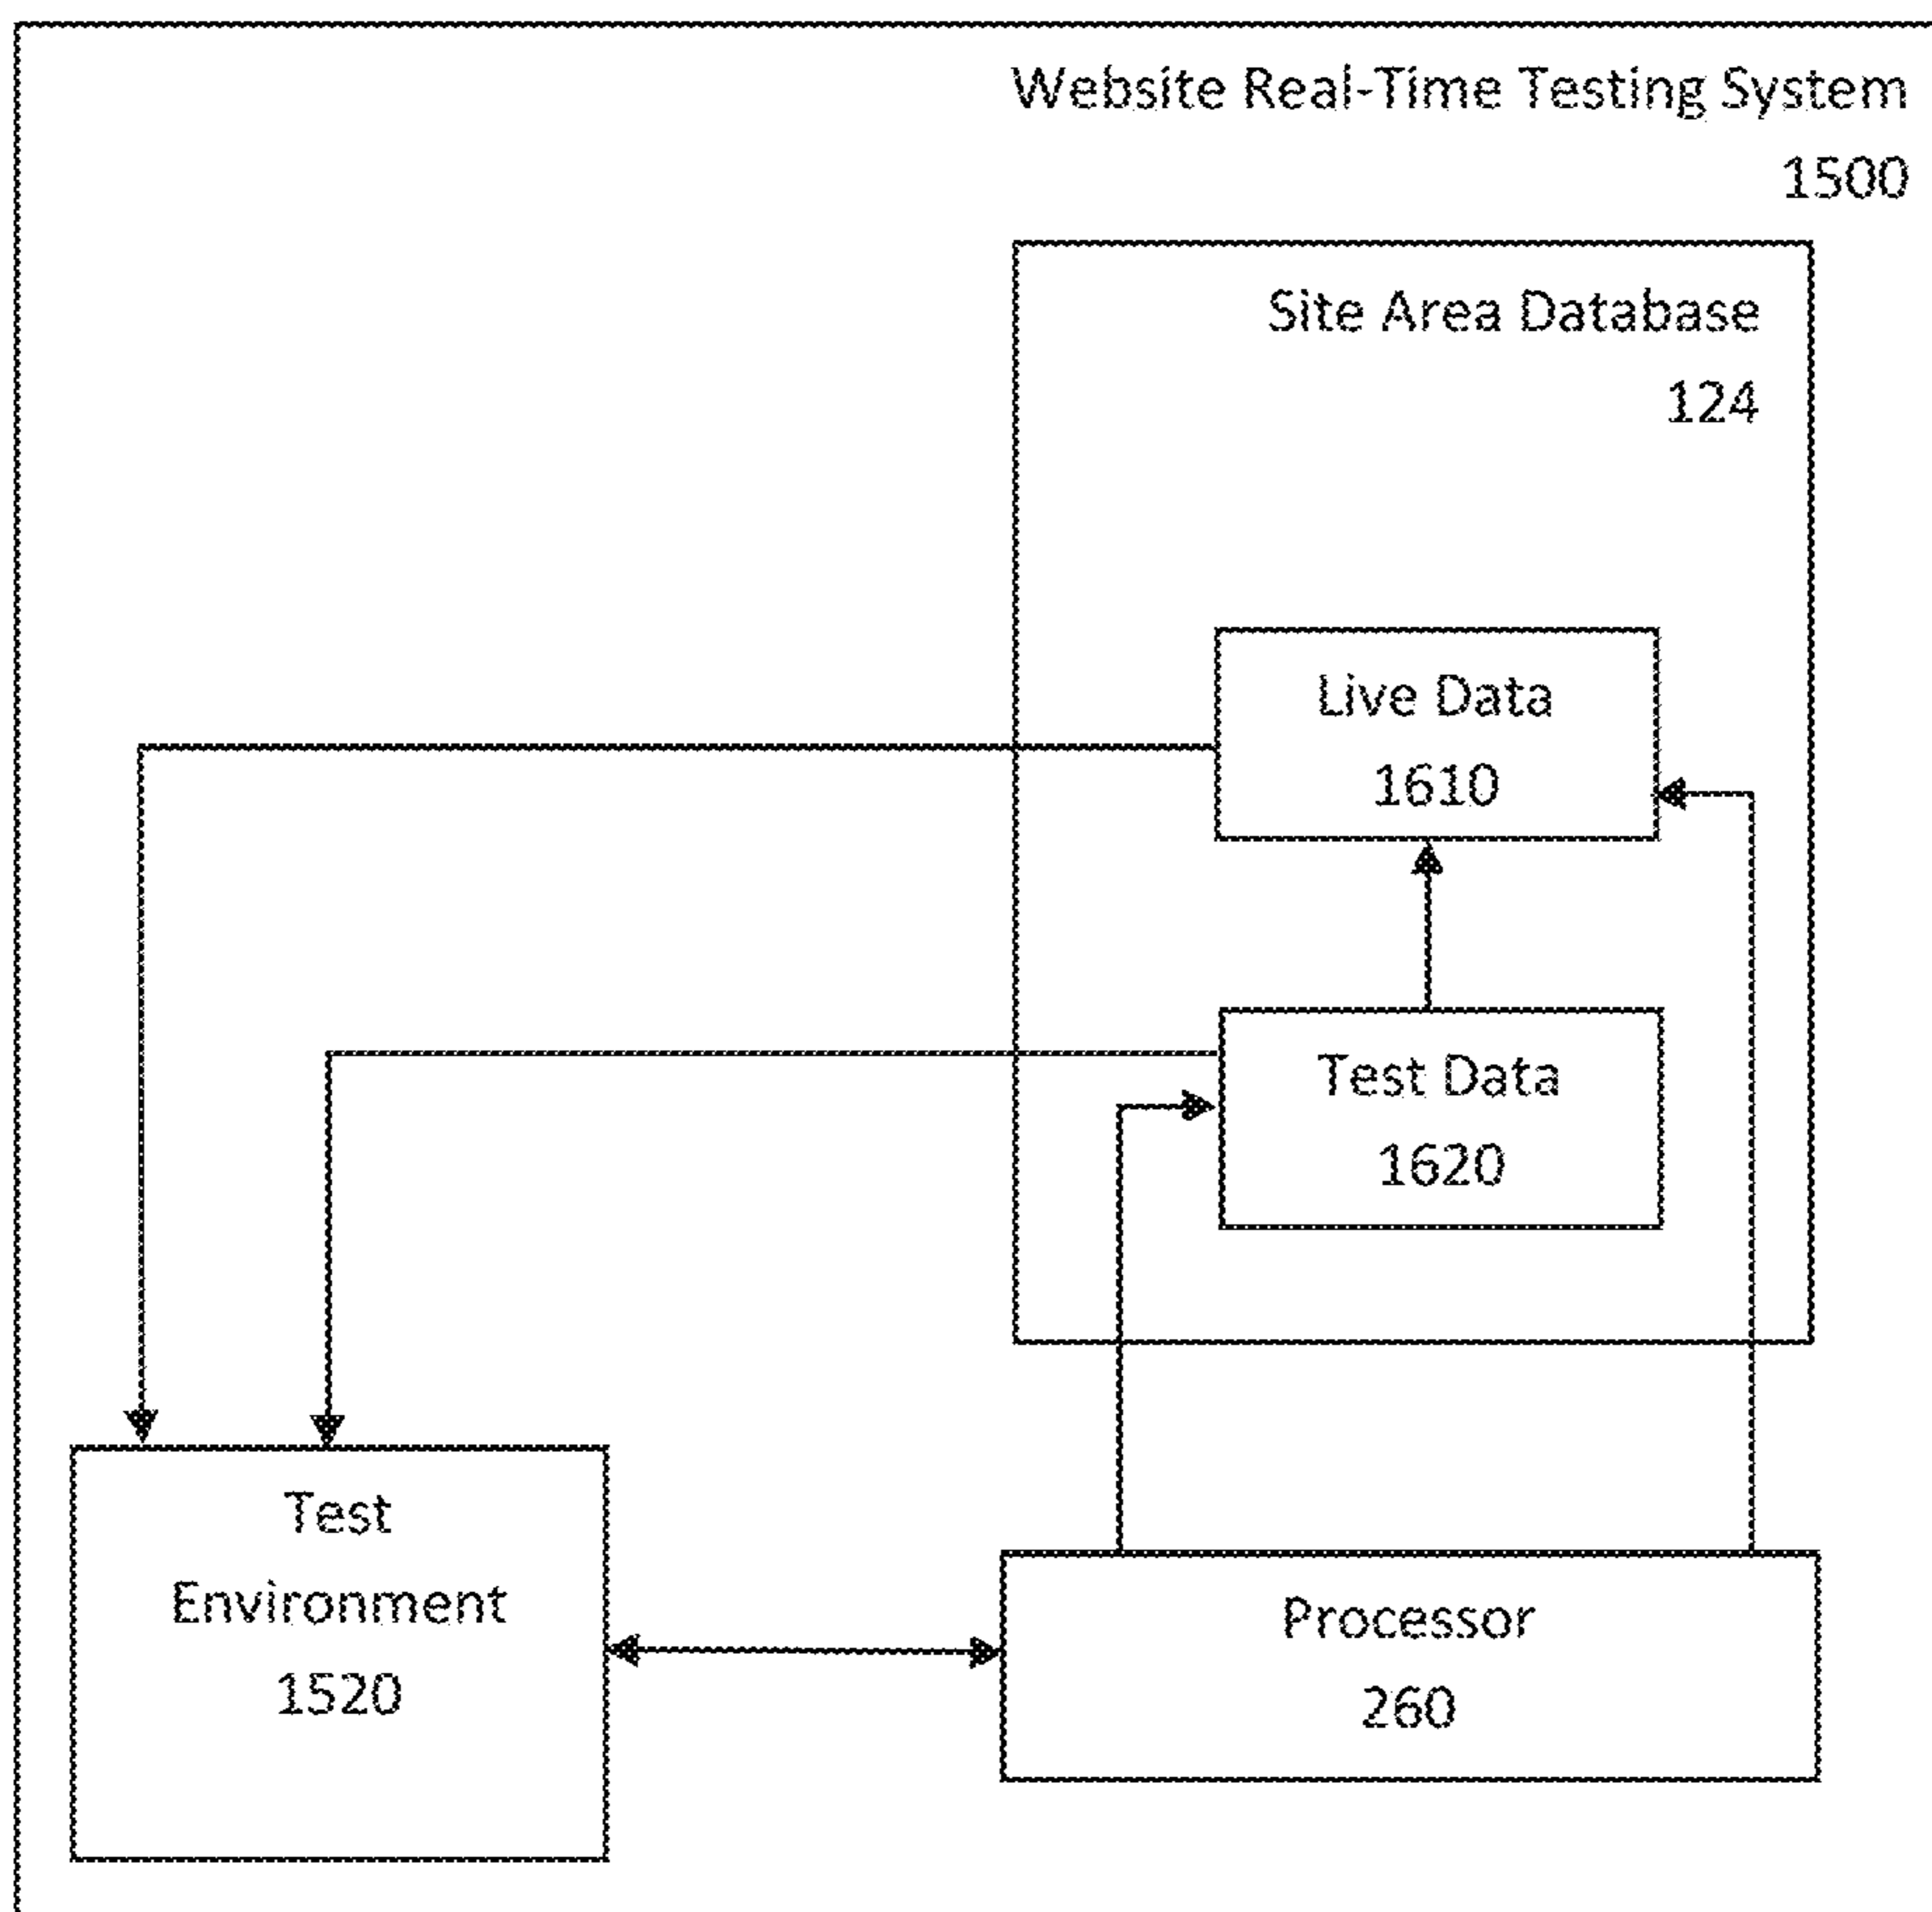 Website Real-Time Testing System
1500
Site Area Database
124
Live Data
1610
Test Data
1620
Test
Environment
1520
Processor
260